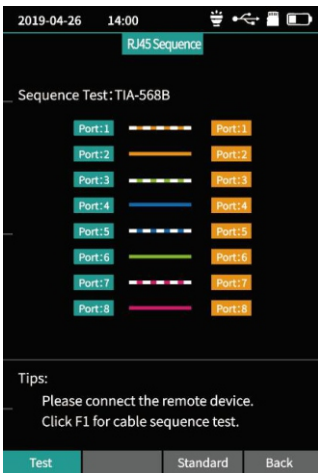 2019-04-26 14:00
RJ45 Sequence
Sequence Test:TIA-568B
Port:1 Port:1
Port:2 Port:2
Port:3 Port:3
Port:4 Port:4
Port:5 Port:5
Port:6 Port:6
Port:7 Port:7
Port:8 Port:8
Tips:
Please connect the remote device.
Click F1 for cable sequence test.
Test Standard Back